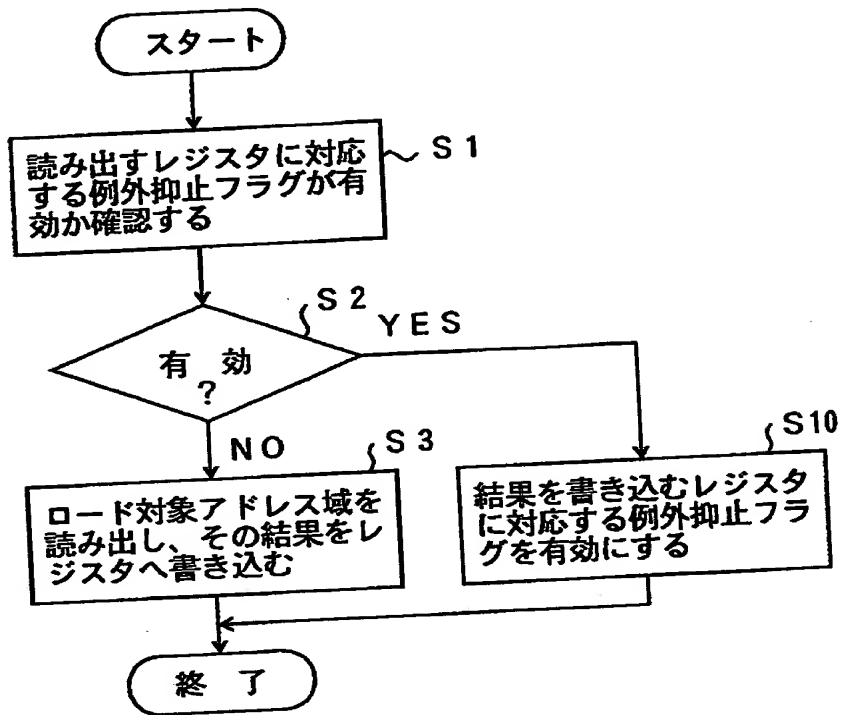 スタート
読み出すレジスタに対応
する例外抑止フラグが有
効か確認する
S1
S2
有 効
?
YES
NO
S3
ロード対象アドレス域を
読み出し、その結果をレ
ジスタへ書き込む
S10
結果を書き込むレジスタ
に対応する例外抑止フラ
グを有効にする
終 了